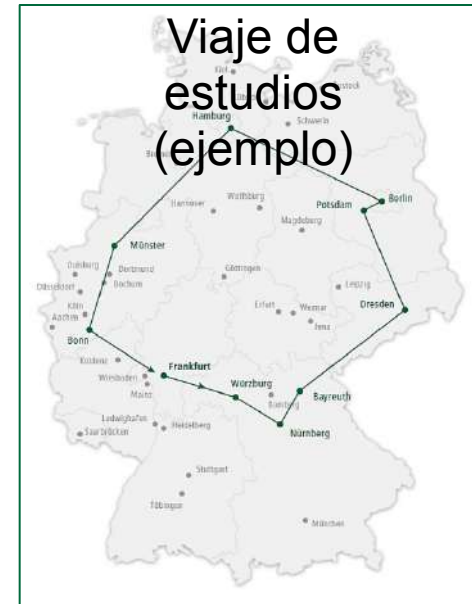 Viaje de
estudios
(ejemplo)
Kiel
Schwerin
Hamburg
Wolfsburg
Hannover
Berlin
Potsdam
Magdeburg
Münster
Duisburg
Dortmund
Bochum
Göttingen
Düsseldorf
Leipzig
Köln
Erfurt
Weimar
Jena
Dresden
Aachen
Bonn
Koblenz
Frankfurt
Wiesbaden
Mainz
Würzburg
Bamberg
Bayreuth
Ludwigshafen
Heidelberg
Nürnberg
Saarbrücken
Stuttgart
Tübingen
München